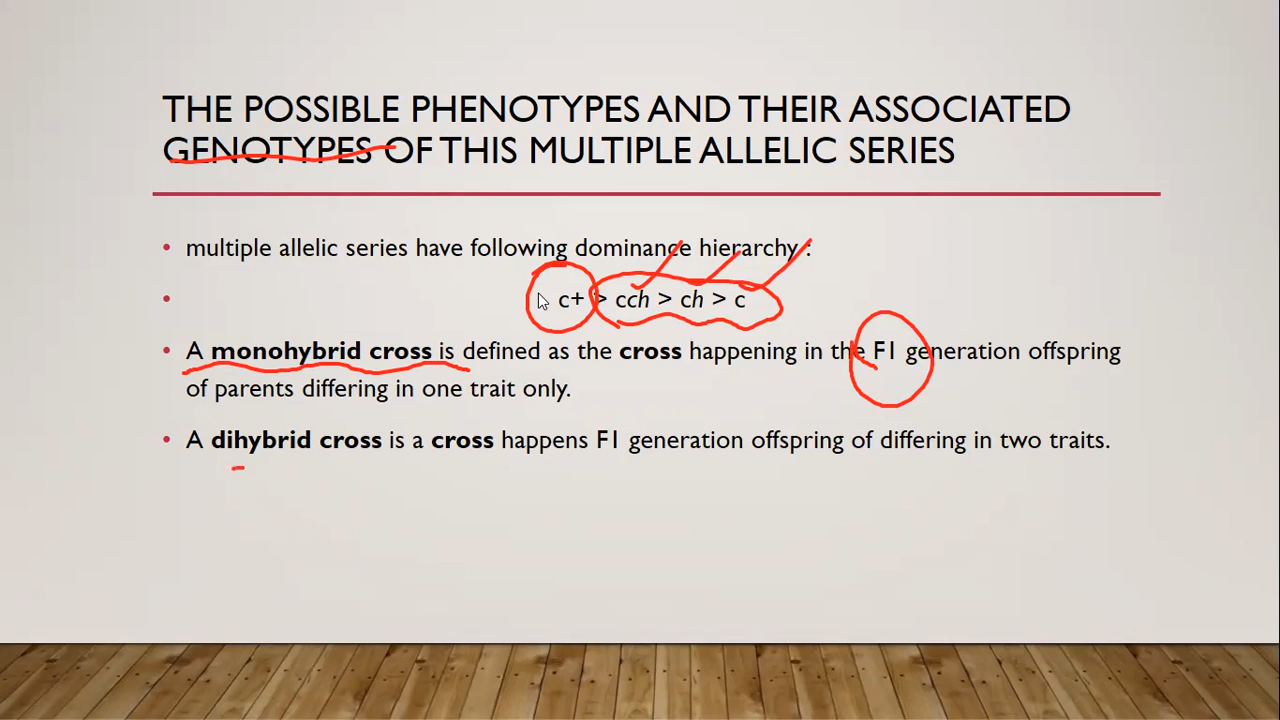 THE POSSIBLE PHENOTYPES AND THEIR ASSOCIATED
GENOTYPES OF THIS MULTIPLE ALLELIC SERIES
• multiple allelic series have following dominance hierarchy :
• c+ > cch > ch > c
• A monohybrid cross is defined as the cross happening in the F1 generation offspring
of parents differing in one trait only.
• A dihybrid cross is a cross happens F1 generation offspring of differing in two traits.